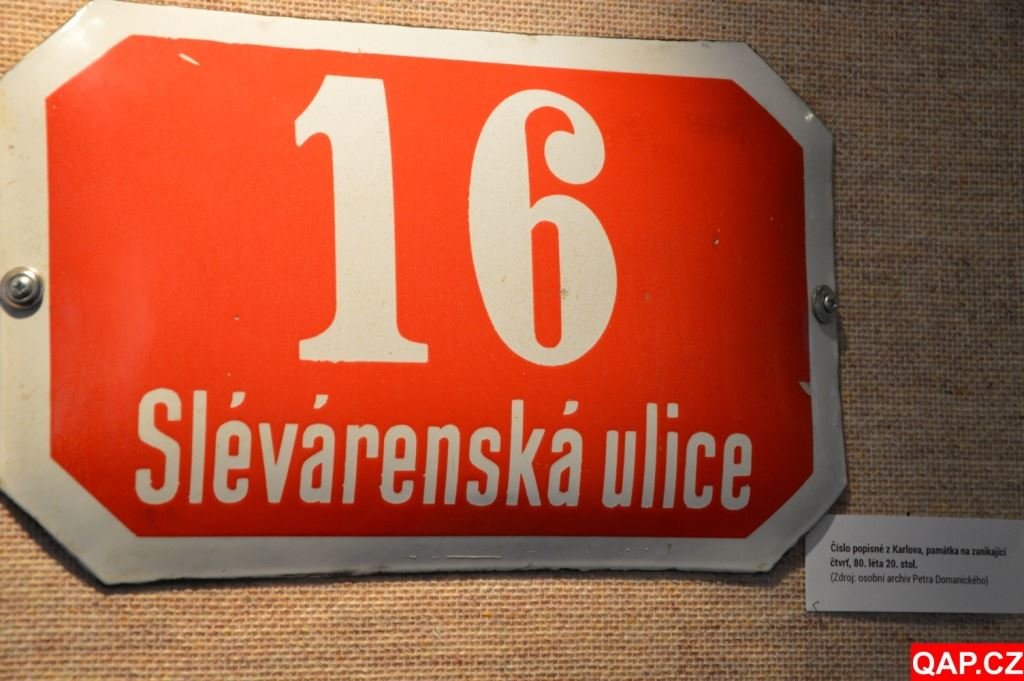 16
Slévárenská ulice
Číslo popisné z Karlova, památka na zanikající
čtvrť, 80. léta 20. stol.
(Zdroj: osobní archiv Petra Domanického)
QAP.CZ